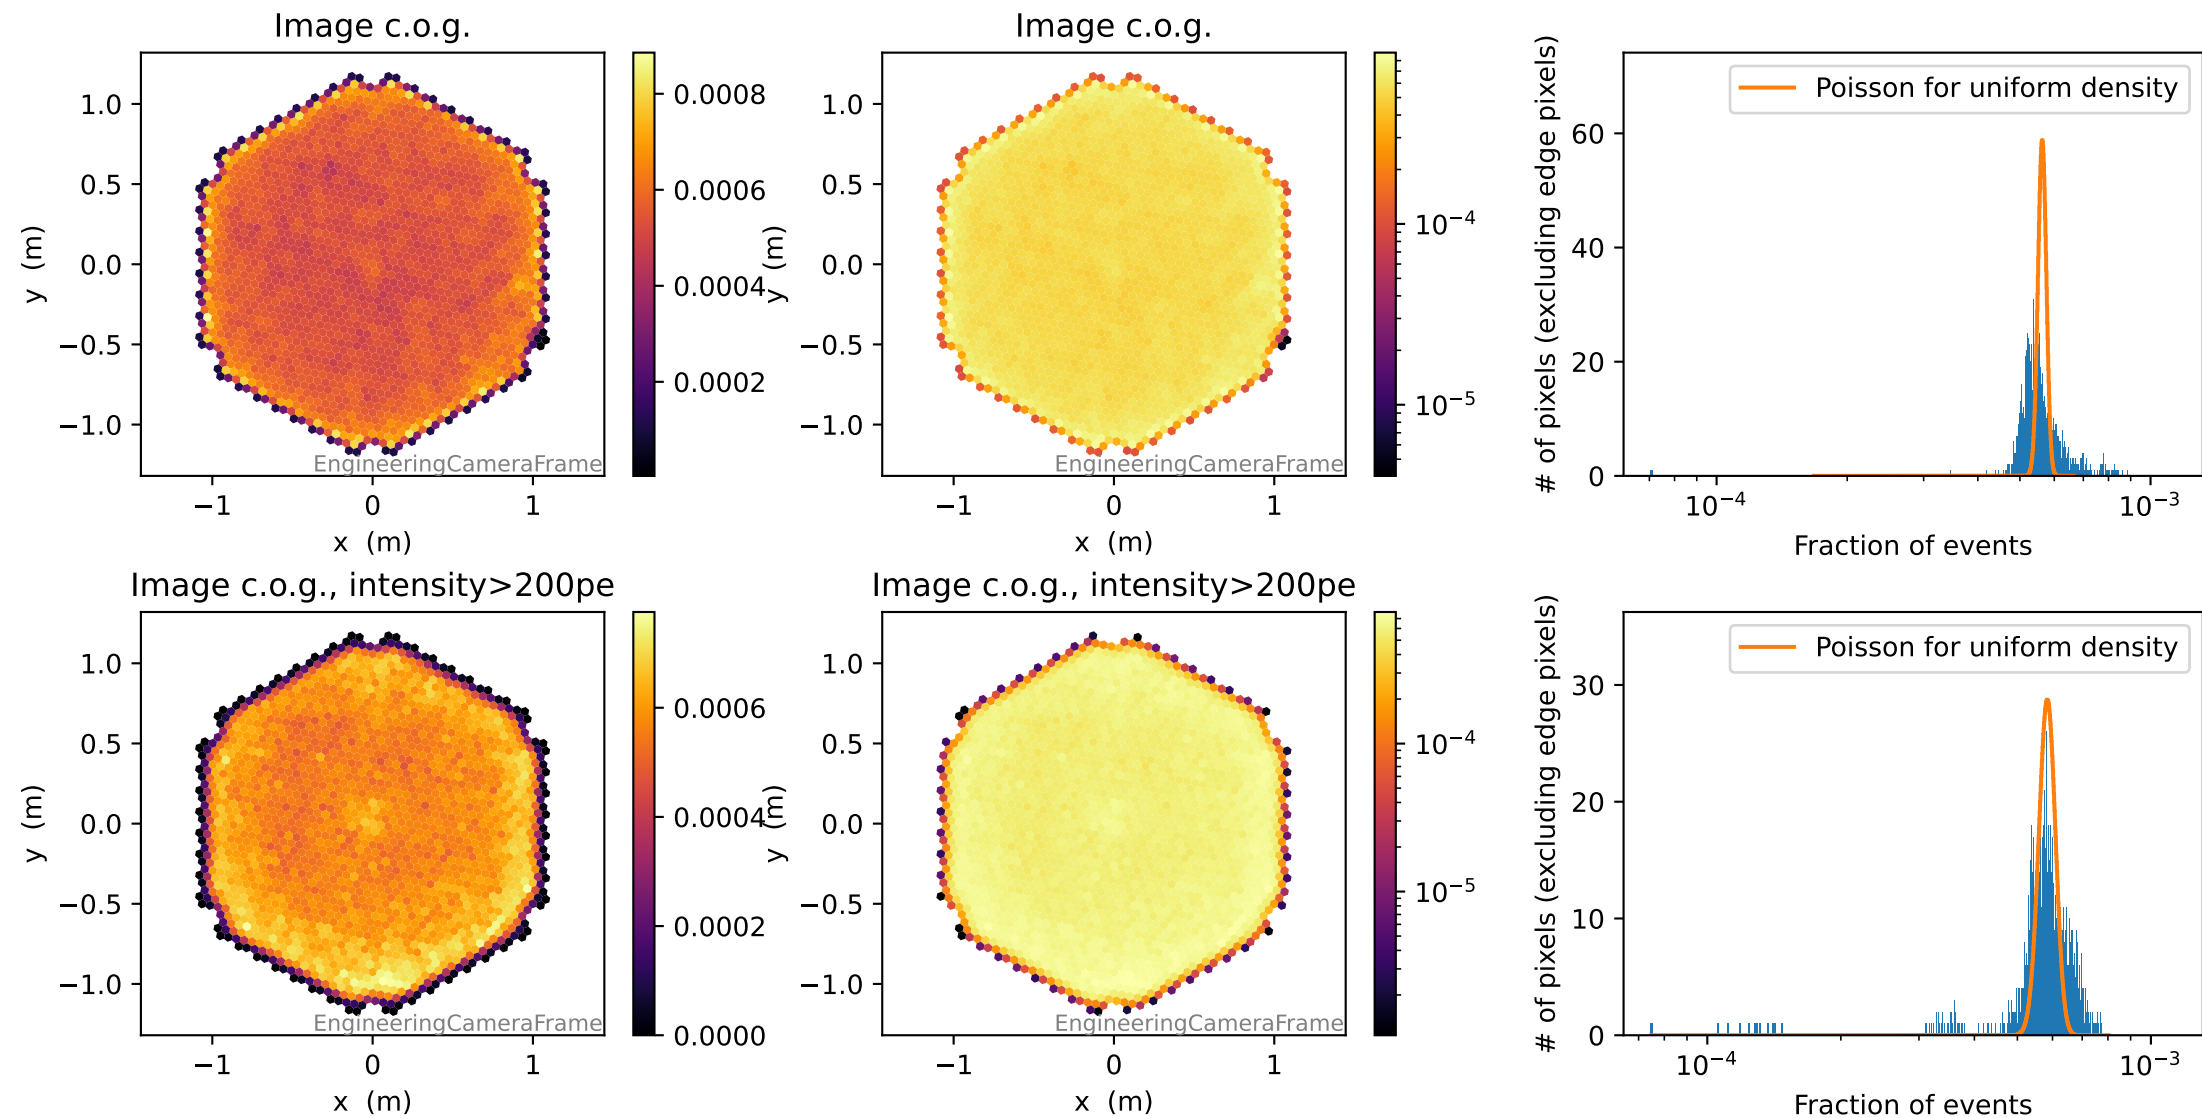 Image c.o.g.
1.0
0.5
0.0
−0.5
−1.0
y (m)
−1
0
1
x (m)
EngineeringCameraFrame
0.0008
0.0006
0.0004
0.0002
Image c.o.g.
1.0
0.5
0.0
−0.5
−1.0
y (m)
−1
0
1
x (m)
EngineeringCameraFrame
10⁻⁴
10⁻⁵
# of pixels (excluding edge pixels)
60
40
20
0
Poisson for uniform density
10⁻⁴
10⁻³
Fraction of events
Image c.o.g., intensity>200pe
1.0
0.5
0.0
−0.5
−1.0
y (m)
−1
0
1
x (m)
EngineeringCameraFrame
0.0006
0.0004
0.0002
0.0000
Image c.o.g., intensity>200pe
1.0
0.5
0.0
−0.5
−1.0
y (m)
−1
0
1
x (m)
EngineeringCameraFrame
10⁻⁴
10⁻⁵
# of pixels (excluding edge pixels)
30
20
10
0
Poisson for uniform density
10⁻⁴
10⁻³
Fraction of events